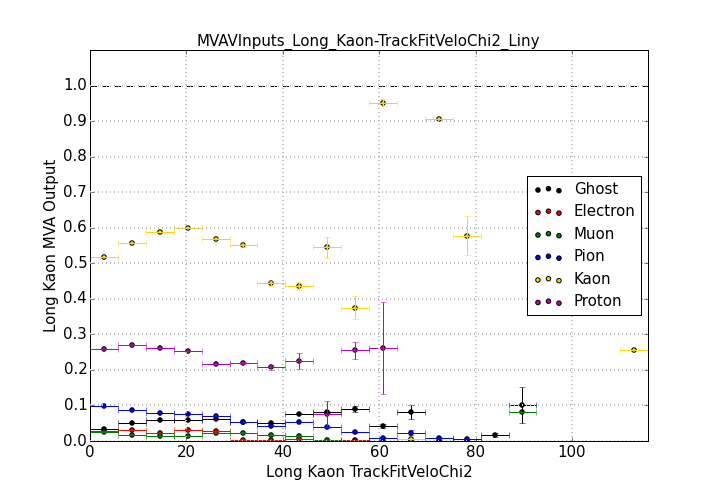 MVAVInputs_Long_Kaon-TrackFitVeloChi2_Liny
Long Kaon MVA Output
1.0
0.9
0.8
0.7
0.6
0.5
0.4
0.3
0.2
0.1
0.0
Ghost
Electron
Muon
Pion
Kaon
Proton
0 20 40 60 80 100
Long Kaon TrackFitVeloChi2